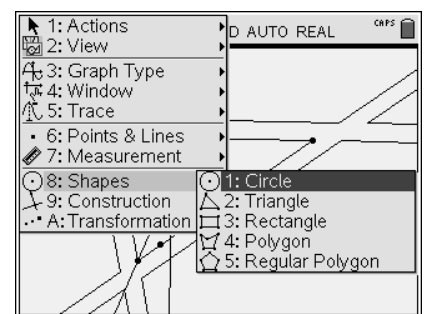 1: Actions
2: View
3: Graph Type
4: Window
5: Trace
6: Points & Lines
7: Measurement
8: Shapes
9: Construction
A: Transformation
D AUTO REAL
CAPS
1: Circle
2: Triangle
3: Rectangle
4: Polygon
5: Regular Polygon